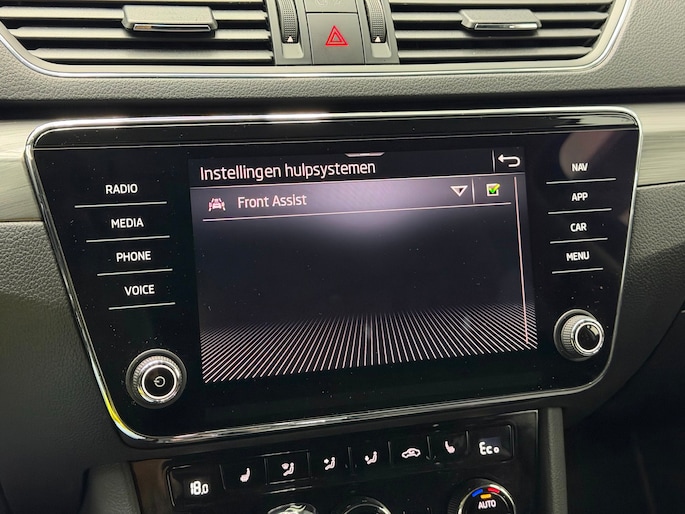 Instellingen hulpsystemen
Front Assist
RADIO
MEDIA
PHONE
VOICE
NAV
APP
CAR
MENU
18.0
Eco
AUTO